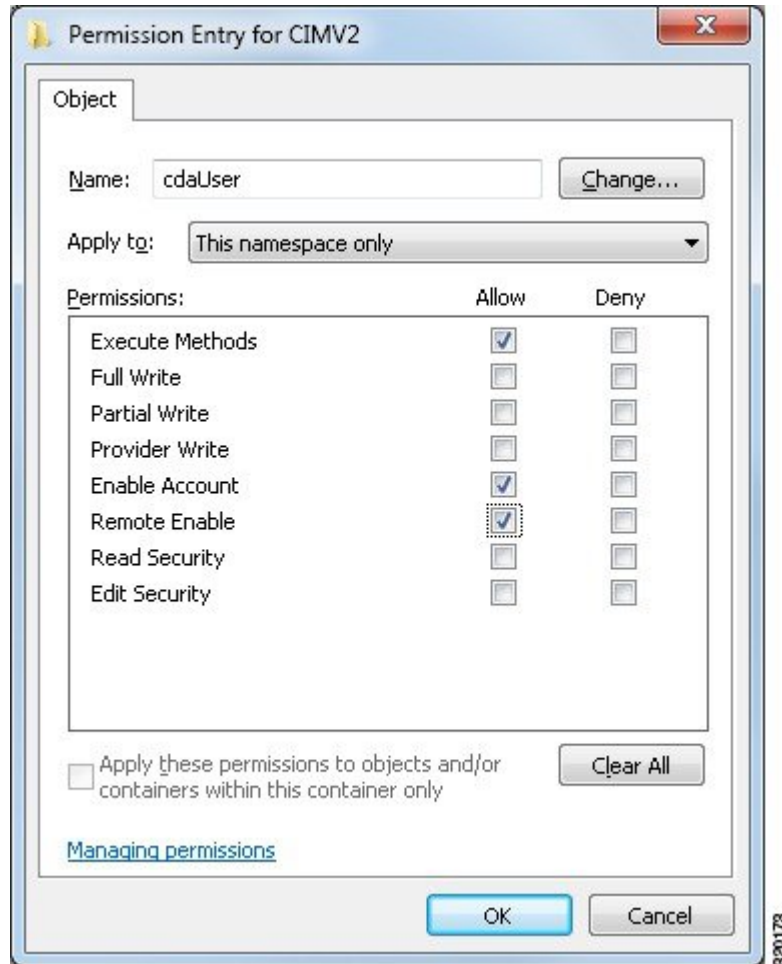 Permission Entry for CIMV2
Object
Name: cdaUser Change...
Apply to: This namespace only
Permissions: Allow Deny
Execute Methods
Full Write
Partial Write
Provider Write
Enable Account
Remote Enable
Read Security
Edit Security
Apply these permissions to objects and/or
containers within this container only
Clear All
Managing permissions
OK Cancel
320173